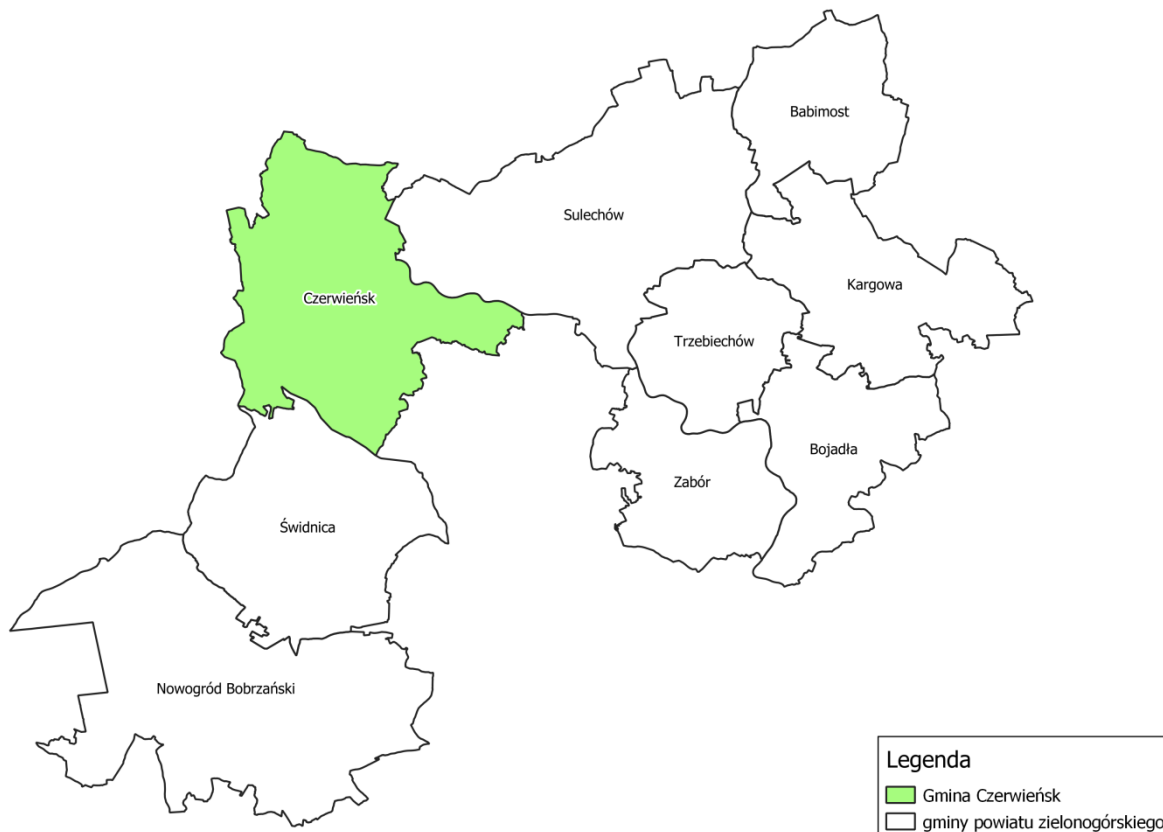 Babimost
Sulechów
Kargowa
Czerwieńsk
Trzebiechów
Bojadła
Zabór
Świdnica
Nowogród Bobrzański
Legenda
Gmina Czerwieńsk
gminy powiatu zielonogórskiego